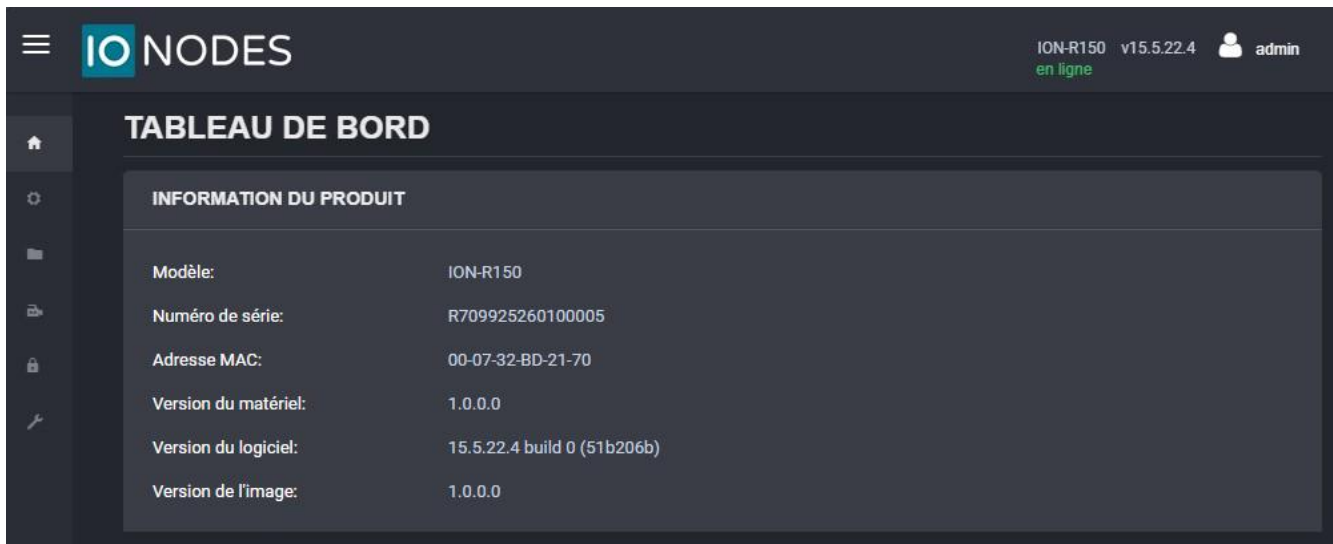 IO NODES
ION-R150 v15.5.22.4 admin
en ligne
TABLEAU DE BORD
INFORMATION DU PRODUIT
Modèle: ION-R150
Numéro de série: R709925260100005
Adresse MAC: 00-07-32-BD-21-70
Version du matériel: 1.0.0.0
Version du logiciel: 15.5.22.4 build 0 (51b206b)
Version de l'image: 1.0.0.0